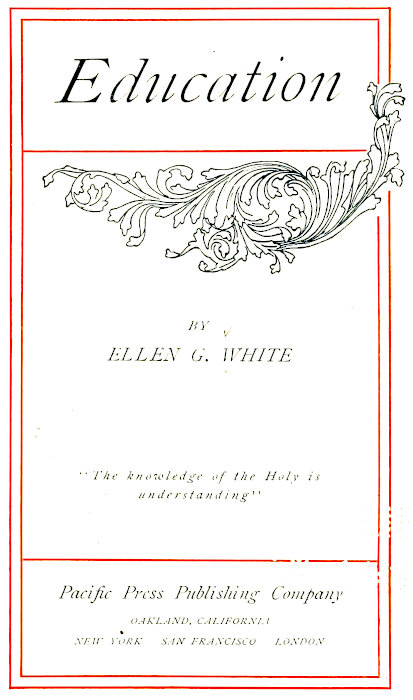 Education
BY
ELLEN G. WHITE
"The knowledge of the Holy is
understanding"
Pacific Press Publishing Company
OAKLAND, CALIFORNIA
NEW YORK SAN FRANCISCO LONDON